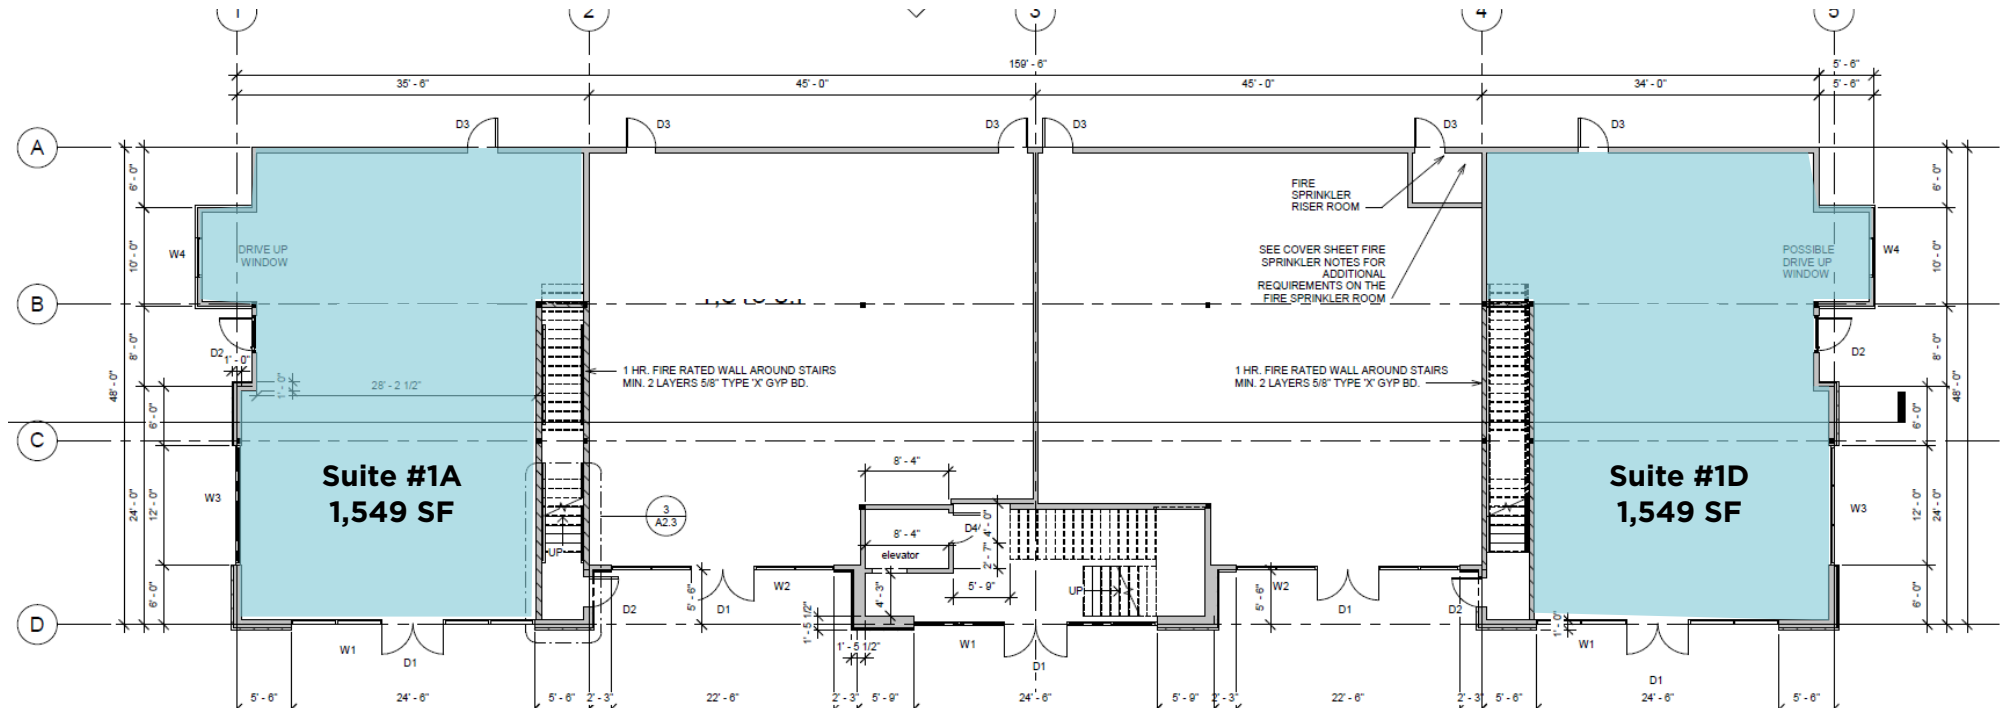 1 2 3 4 5
159' - 6" 5' - 6"
35' - 6" 45' - 0" 45' - 0" 34' - 0" 5' - 6"
D3 D3 D3 D3 D3 D3
A
6' - 0" 6' - 0"
FIRE
SPRINKLER
RISER ROOM
W4 DRIVE UP
WINDOW
10' - 0"
SEE COVER SHEET FIRE
SPRINKLER NOTES FOR
ADDITIONAL
REQUIREMENTS ON THE
FIRE SPRINKLER ROOM
POSSIBLE
DRIVE UP
WINDOW
W4
10' - 0"
B
8' - 0" 8' - 0"
D2 1' - 0" D2
1' - 0"
28' - 2 1/2"
1 HR. FIRE RATED WALL AROUND STAIRS
MIN. 2 LAYERS 5/8" TYPE 'X' GYP BD.
1 HR. FIRE RATED WALL AROUND STAIRS
MIN. 2 LAYERS 5/8" TYPE 'X' GYP BD.
48' - 0" 48' - 0"
6' - 0" 6' - 0"
C
Suite #1A
1,549 SF
Suite #1D
1,549 SF
8' - 4"
W3 W3
24' - 0" 12' - 0" 12' - 0" 24' - 0"
3
A2.3
8' - 4" D4 4' - 0"
elevator 2' - 7"
UP
5' - 9" UP
4' - 3"
6' - 0" 6' - 0"
D2 5' - 6" D1 W2
W2 5' - 6" D1 D2
1' - 5 1/2" 1' - 0"
D
W1 D1 1' - 5 1/2" W1 D1 W1 D1
5' - 6" 24' - 6" 5' - 6" 2' - 3" 22' - 6" 2' - 3" 5' - 9" 24' - 6" 5' - 9" 2' - 3" 22' - 6" 2' - 3" 5' - 6" 24' - 6" 5' - 6"